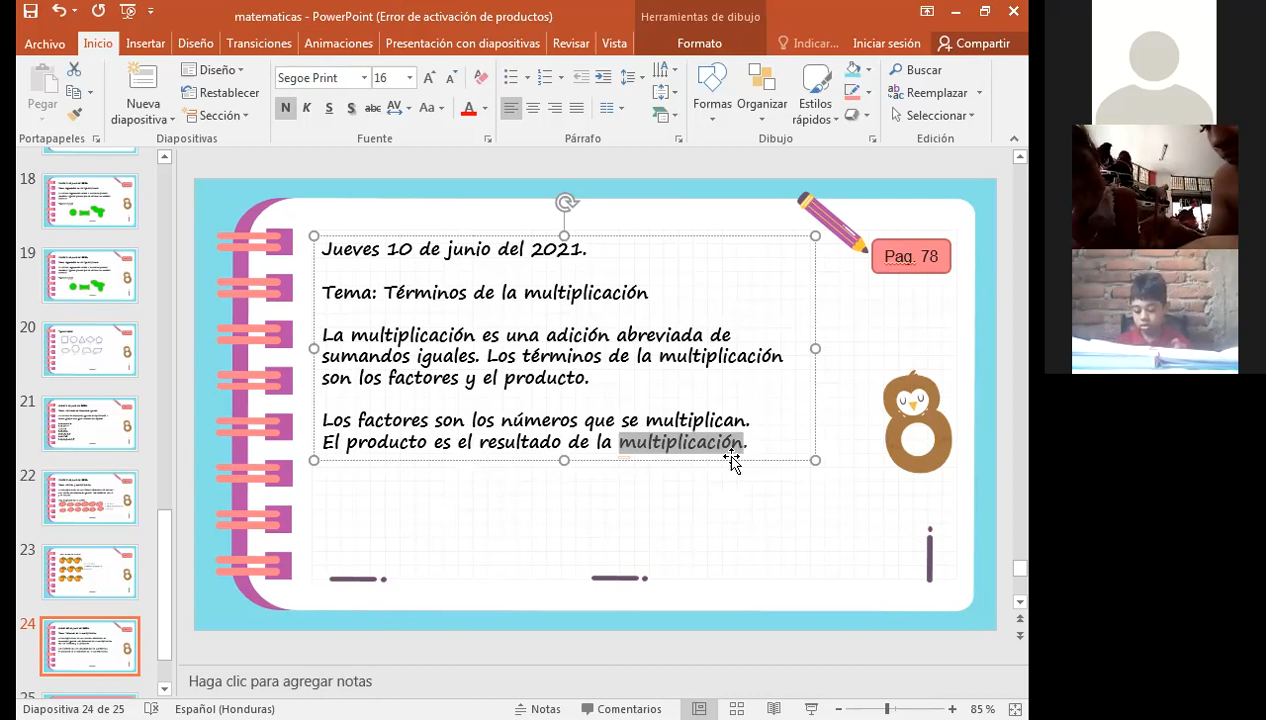 matematicas - PowerPoint (Error de activación de productos)
Herramientas de dibujo
Archivo Inicio Insertar Diseño Transiciones Animaciones Presentación con diapositivas Revisar Vista Formato Indicar... Iniciar sesión Compartir
Pegar
Nueva diapositiva
Diseño
Restablecer
Sección
Segoe Print 16
N K S S abc AV Aa A
Formas
Organizar
Estilos rápidos
Buscar
Reemplazar
Seleccionar
Portapapeles Diapositivas Fuente Párrafo Dibujo Edición
18
19
20
21
22
23
24
25
Jueves 10 de junio del 2021.
Pag. 78
Tema: Términos de la multiplicación
La multiplicación es una adición abreviada de
sumandos iguales. Los términos de la multiplicación
son los factores y el producto.
Los factores son los números que se multiplican.
El producto es el resultado de la multiplicación.
Haga clic para agregar notas
Diapositiva 24 de 25 Español (Honduras) Notas Comentarios 85 %